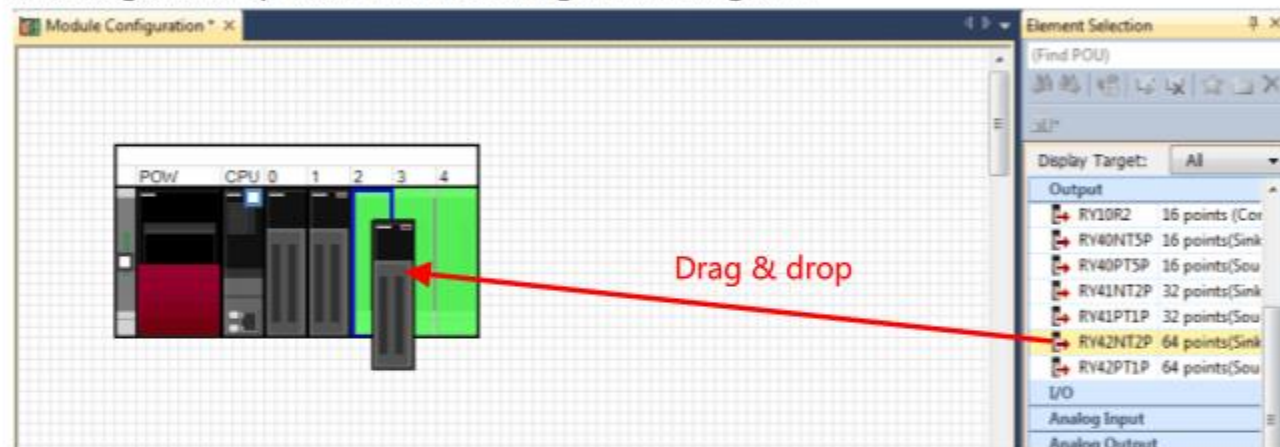 Module Configuration *
Element Selection
(Find POU)
Display Target: All
POW CPU 0 1 2 3 4
Drag & drop
Output
RY10R2 16 points (Cor
RY40NT5P 16 points(Sink
RY40PT5P 16 points(Sou
RY41NT2P 32 points(Sink
RY41PT1P 32 points(Sou
RY42NT2P 64 points(Sink
RY42PT1P 64 points(Sou
I/O
Analog Input
Analog Output